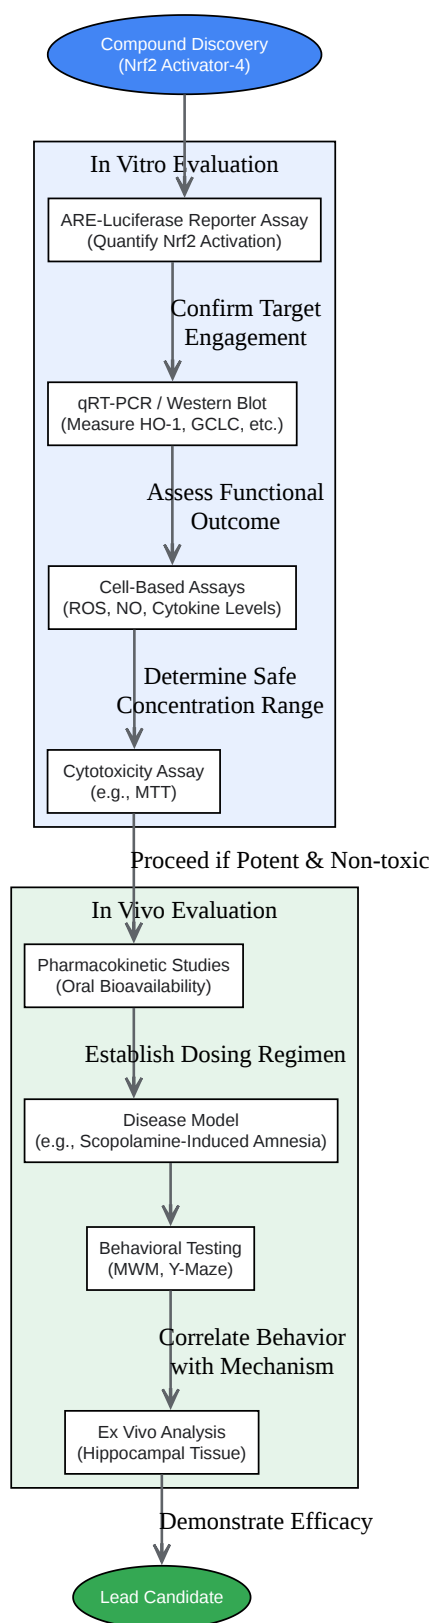 Compound Discovery
(Nrf2 Activator-4)
In Vitro Evaluation
ARE-Luciferase Reporter Assay
(Quantify Nrf2 Activation)
Confirm Target
Engagement
qRT-PCR / Western Blot
(Measure HO-1, GCLC, etc.)
Assess Functional
Outcome
Cell-Based Assays
(ROS, NO, Cytokine Levels)
Determine Safe
Concentration Range
Cytotoxicity Assay
(e.g., MTT)
Proceed if Potent & Non-toxic
In Vivo Evaluation
Pharmacokinetic Studies
(Oral Bioavailability)
Establish Dosing Regimen
Disease Model
(e.g., Scopolamine-Induced Amnesia)
Behavioral Testing
(MWM, Y-Maze)
Correlate Behavior
with Mechanism
Ex Vivo Analysis
(Hippocampal Tissue)
Demonstrate Efficacy
Lead Candidate